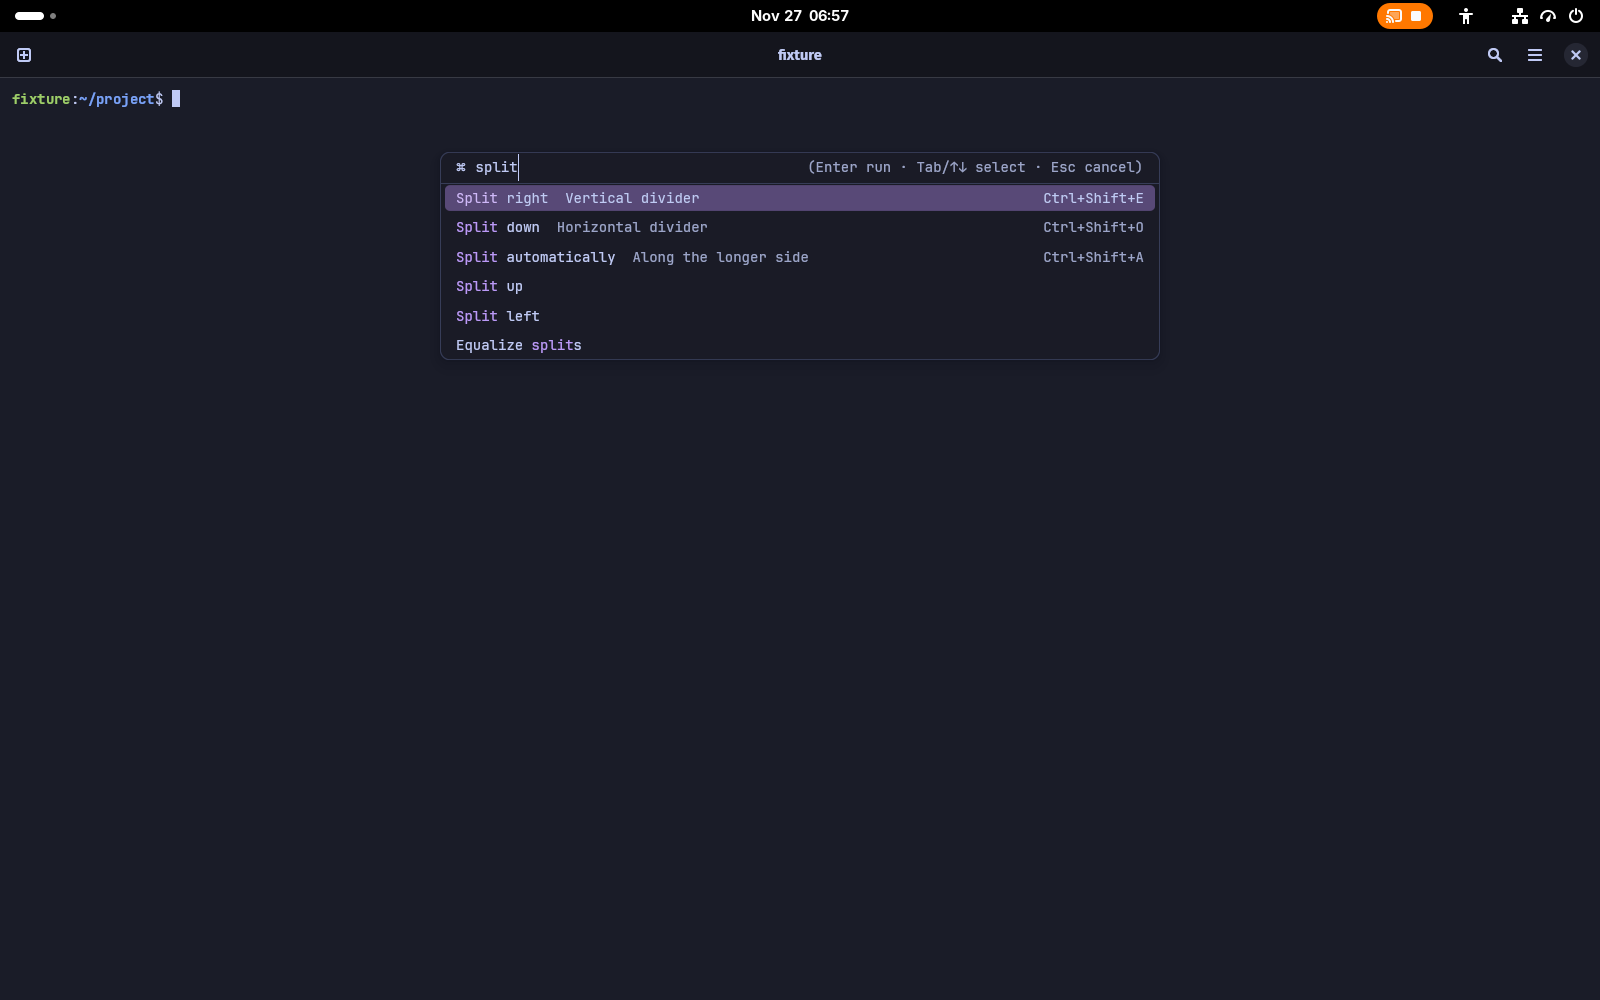 Nov 27 06:57
fixture
fixture:~/project$
⌘ split (Enter run · Tab/↑↓ select · Esc cancel)
Split right Vertical divider Ctrl+Shift+E
Split down Horizontal divider Ctrl+Shift+O
Split automatically Along the longer side Ctrl+Shift+A
Split up
Split left
Equalize splits